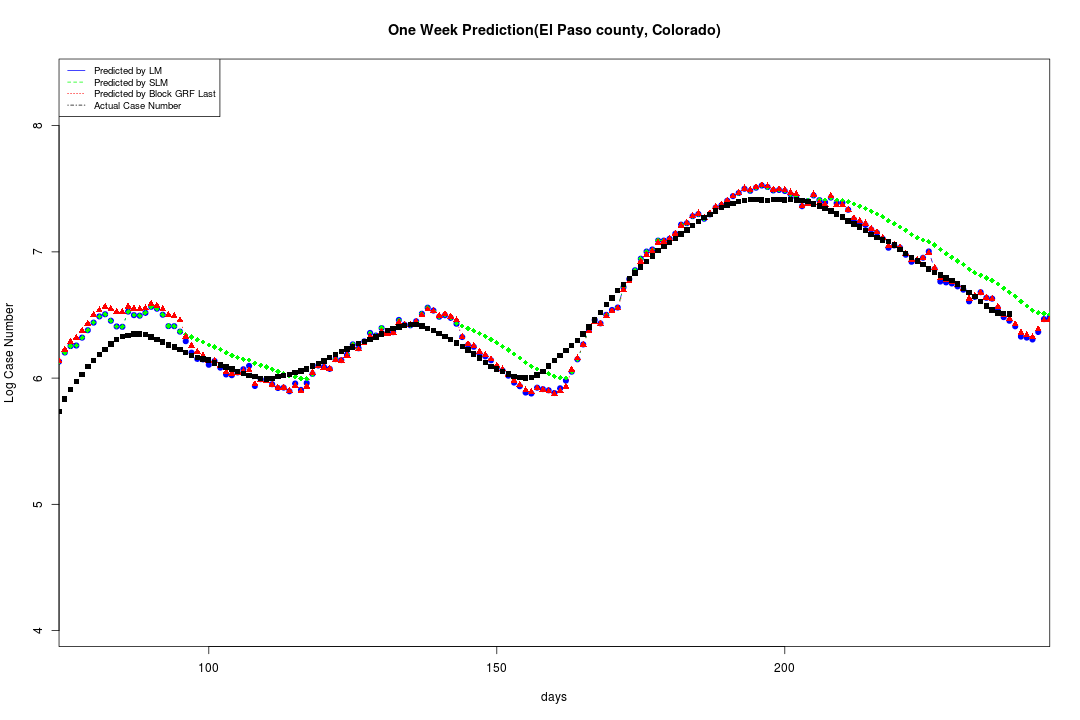 One Week Prediction(El Paso county, Colorado)
Predicted by LM
Predicted by SLM
Predicted by Block GRF Last
Actual Case Number
8
7
6
5
4
Log Case Number
100 150 200
days